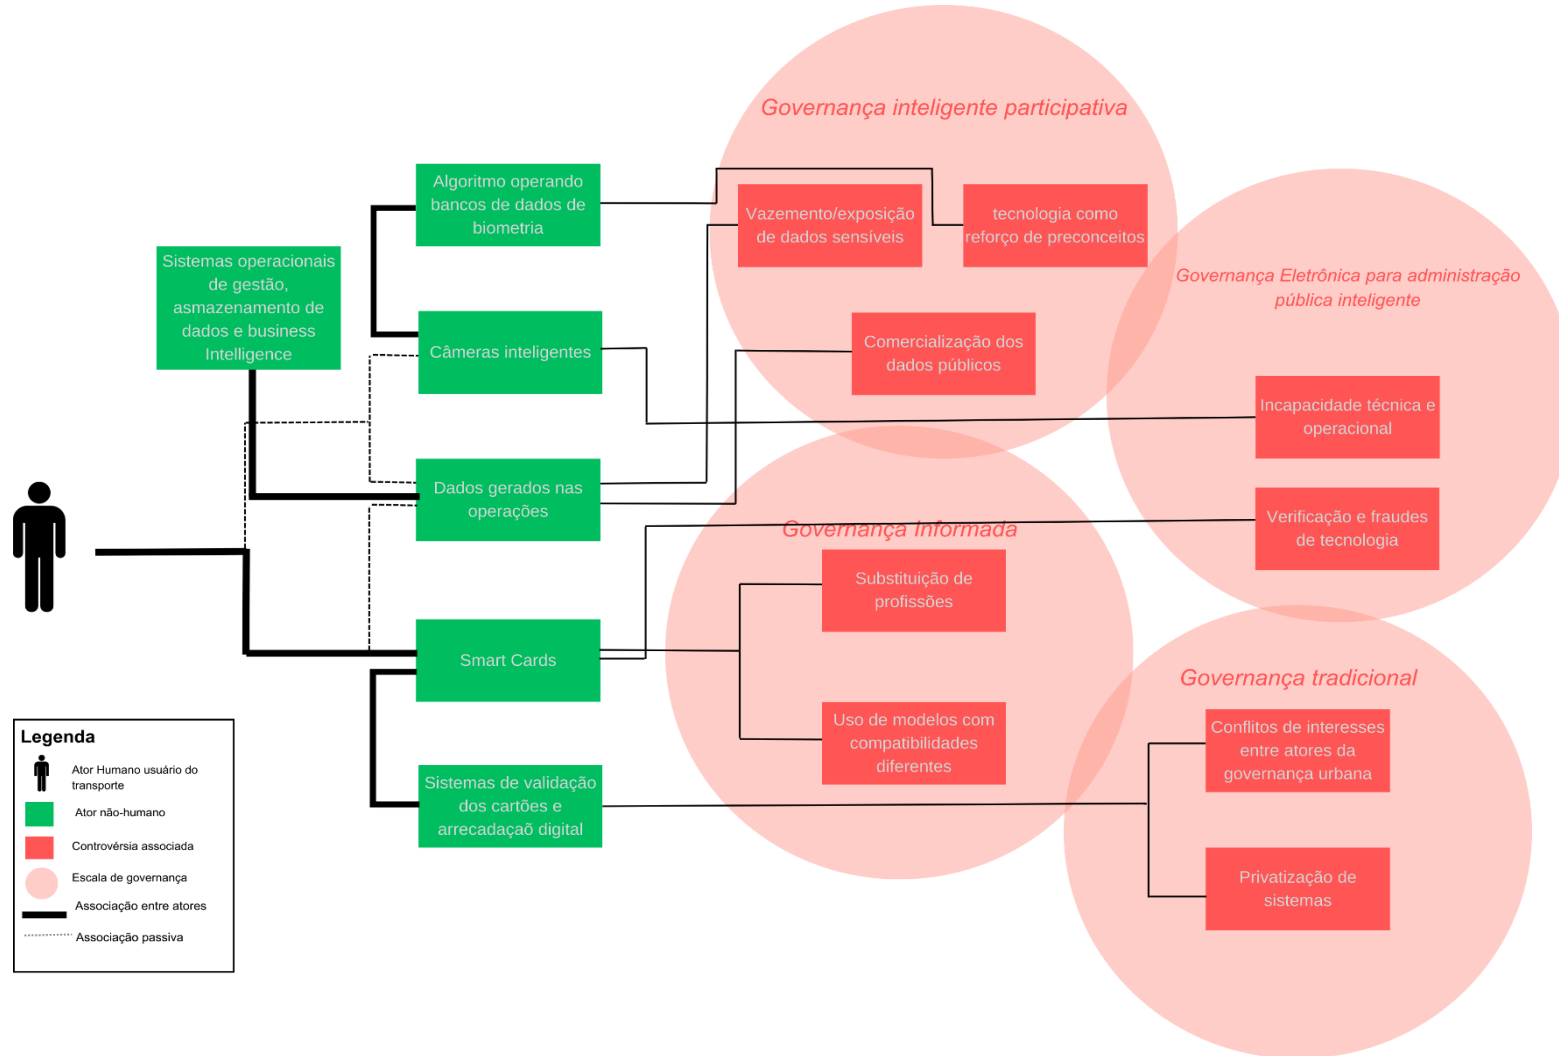 Governança inteligente participativa
Algoritmo operando
bancos de dados de
biometria
Vazemento/exposição
de dados sensíveis
tecnologia como
reforço de preconceitos
Sistemas operacionais
de gestão,
asmazenamento de
dados e business
Intelligence
Governança Eletrônica para administração
pública inteligente
Câmeras inteligentes
Comercialização dos
dados públicos
Incapacidade técnica e
operacional
Dados gerados nas
operações
Governança Informada
Verificação e fraudes
de tecnologia
Substituição de
profissões
Smart Cards
Governança tradicional
Uso de modelos com
compatibilidades
diferentes
Conflitos de interesses
entre atores da
governança urbana
Sistemas de validação
dos cartões e
arrecadaçaõ digital
Privatização de
sistemas
Legenda
Ator Humano usuário do
transporte
Ator não-humano
Controvérsia associada
Escala de governança
Associação entre atores
Associação passiva